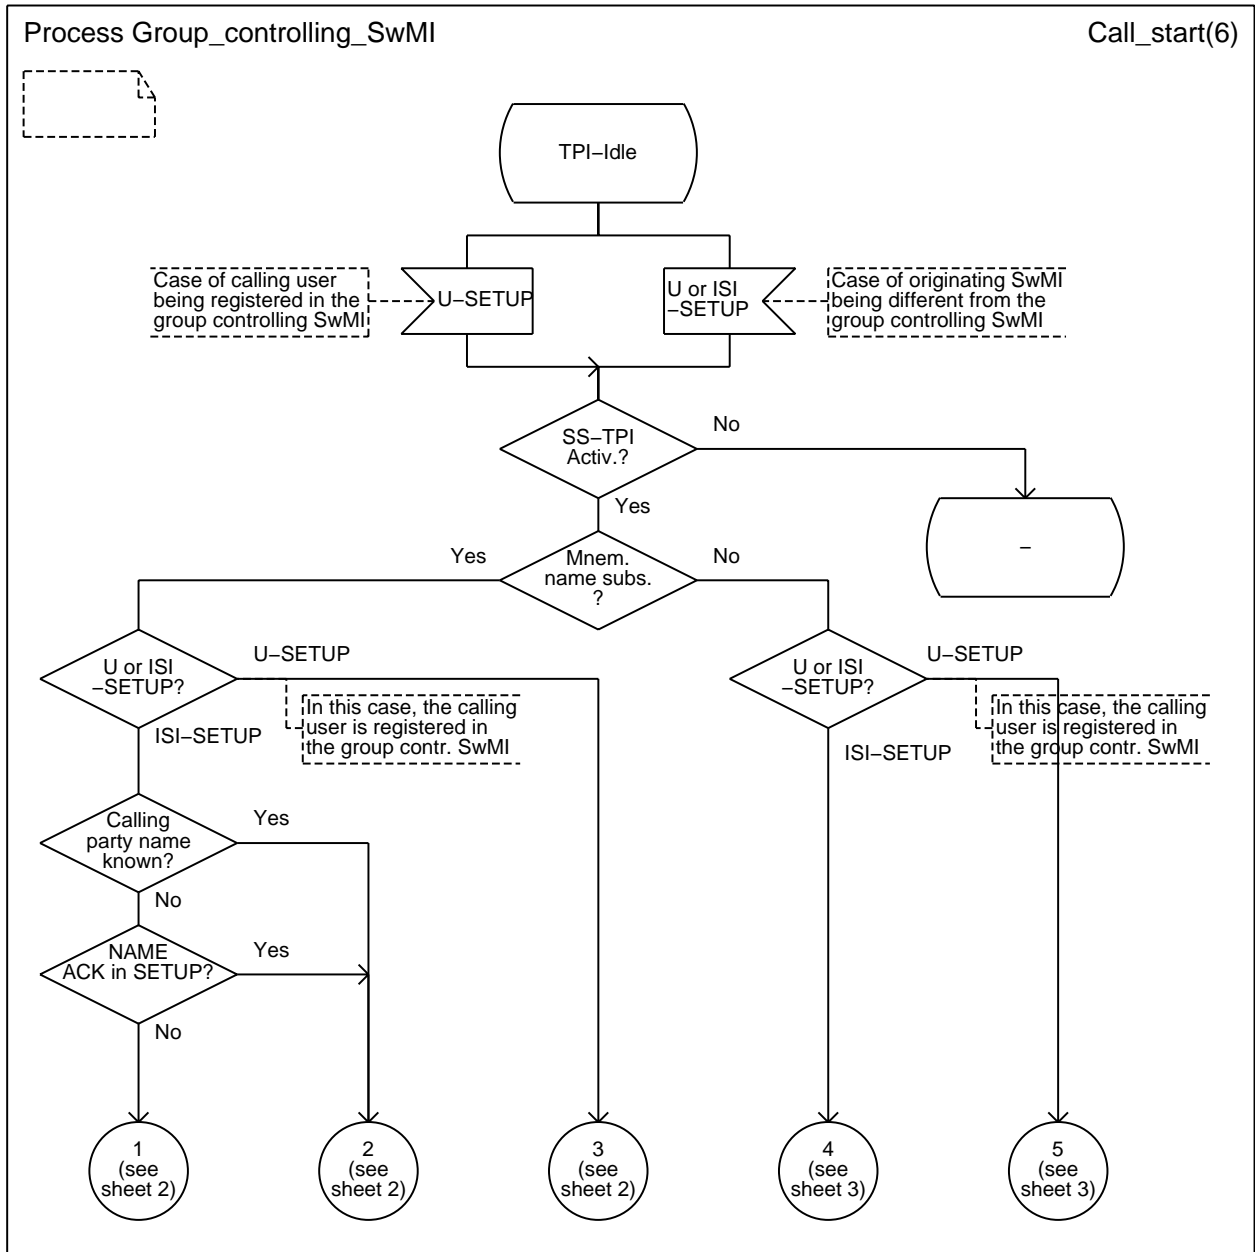 Process Group_controlling_SwMI
Call_start(6)
TPI–Idle
Case of calling user
being registered in the
group controlling SwMI
U–SETUP
U or ISI
–SETUP
Case of originating SwMI
being different from the
group controlling SwMI
SS–TPI
Activ.?
No
Yes
–
Yes
Mnem.
name subs.
?
No
U or ISI
–SETUP?
U–SETUP
In this case, the calling
user is registered in
the group contr. SwMI
ISI–SETUP
U or ISI
–SETUP?
U–SETUP
In this case, the calling
user is registered in
the group contr. SwMI
ISI–SETUP
Calling
party name
known?
Yes
No
NAME
ACK in SETUP?
Yes
No
1
(see
sheet 2)
2
(see
sheet 2)
3
(see
sheet 2)
4
(see
sheet 3)
5
(see
sheet 3)